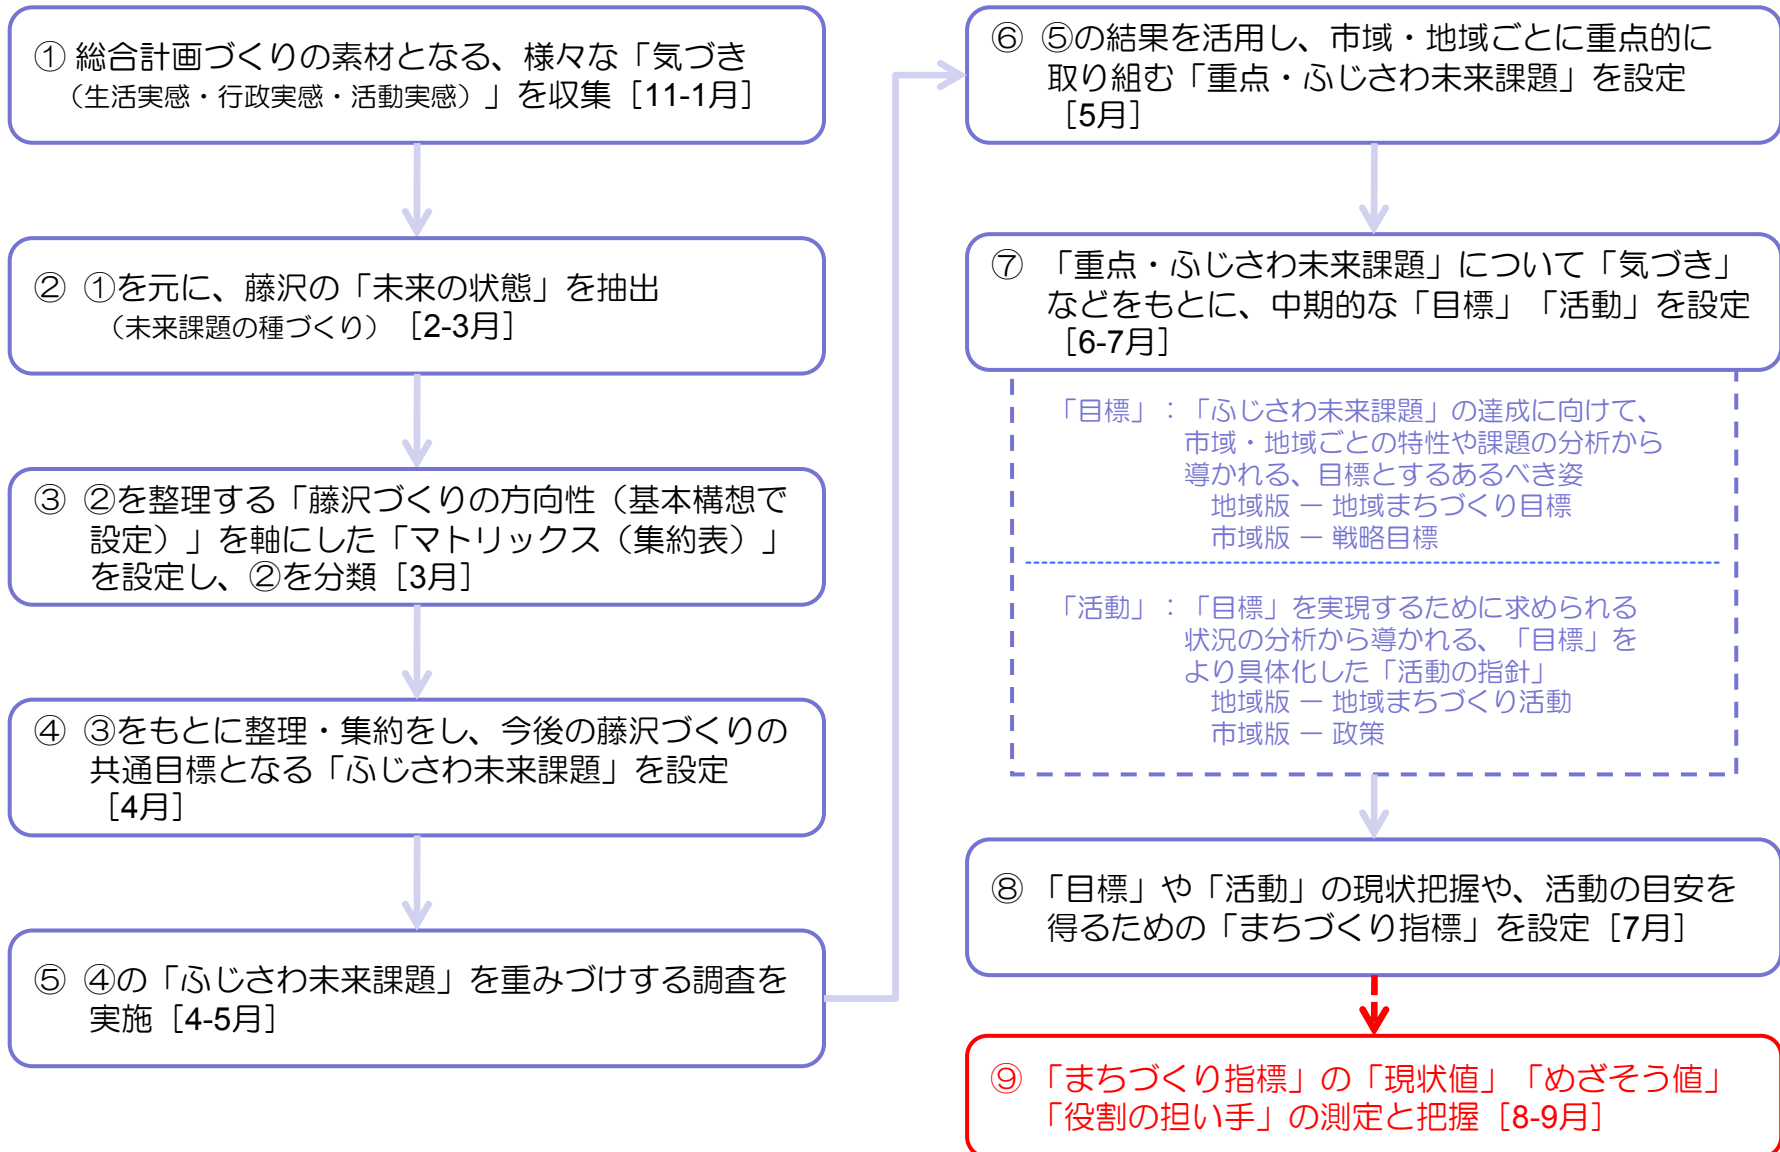 ① 総合計画づくりの素材となる、様々な「気づき
（生活実感・行政実感・活動実感）」を収集［11-1月］
② ①を元に、藤沢の「未来の状態」を抽出
（未来課題の種づくり）［2-3月］
③ ②を整理する「藤沢づくりの方向性（基本構想で
設定）」を軸にした「マトリックス（集約表）」
を設定し、②を分類［3月］
④ ③をもとに整理・集約をし、今後の藤沢づくりの
共通目標となる「ふじさわ未来課題」を設定
［4月］
⑤ ④の「ふじさわ未来課題」を重みづけする調査を
実施［4-5月］
⑥ ⑤の結果を活用し、市域・地域ごとに重点的に
取り組む「重点・ふじさわ未来課題」を設定
［5月］
⑦ 「重点・ふじさわ未来課題」について「気づき」
などをもとに、中期的な「目標」「活動」を設定
［6-7月］
「目標」：「ふじさわ未来課題」の達成に向けて、
市域・地域ごとの特性や課題の分析から
導かれる、目標とするあるべき姿
地域版 ー 地域まちづくり目標
市域版 ー 戦略目標
「活動」：「目標」を実現するために求められる
状況の分析から導かれる、「目標」を
より具体化した「活動の指針」
地域版 ー 地域まちづくり活動
市域版 ー 政策
⑧ 「目標」や「活動」の現状把握や、活動の目安を
得るための「まちづくり指標」を設定［7月］
⑨ 「まちづくり指標」の「現状値」「めざそう値」
「役割の担い手」の測定と把握［8-9月］